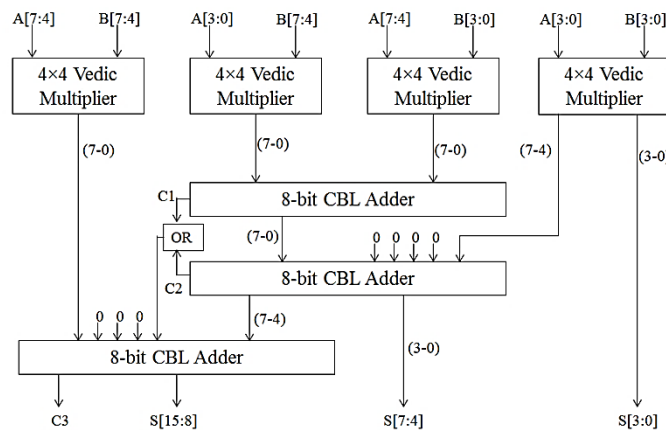 A[7:4] B[7:4] A[3:0] B[7:4] A[7:4] B[3:0] A[3:0] B[3:0]
4×4 Vedic Multiplier
4×4 Vedic Multiplier
4×4 Vedic Multiplier
4×4 Vedic Multiplier
(7-0)
(7-0)
(7-0)
(7-4)
(3-0)
C1
8-bit CBL Adder
OR
(7-0)
0 0 0 0
C2
8-bit CBL Adder
0 0 0
(7-4)
(3-0)
8-bit CBL Adder
C3 S[15:8] S[7:4] S[3:0]